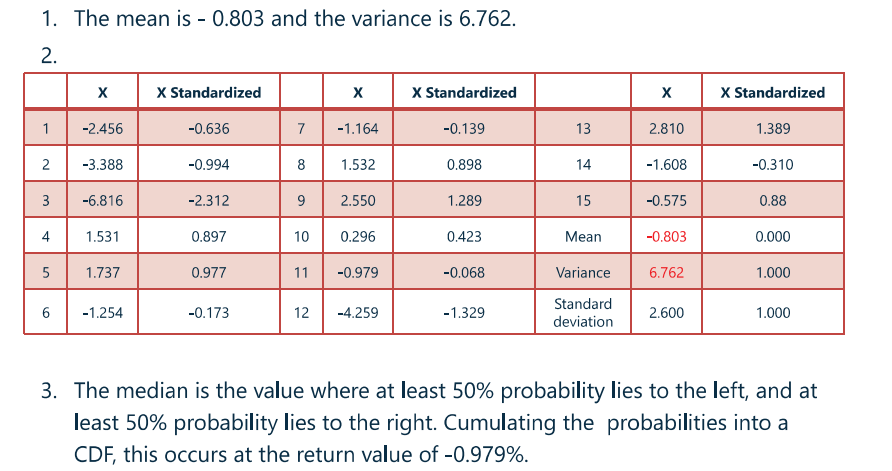 1. The mean is - 0.803 and the variance is 6.762.
2.
X X Standardized X X Standardized X X Standardized
1 -2.456 -0.636 7 -1.164 -0.139 13 2.810 1.389
2 -3.388 -0.994 8 1.532 0.898 14 -1.608 -0.310
3 -6.816 -2.312 9 2.550 1.289 15 -0.575 0.88
4 1.531 0.897 10 0.296 0.423 Mean -0.803 0.000
5 1.737 0.977 11 -0.979 -0.068 Variance 6.762 1.000
6 -1.254 -0.173 12 -4.259 -1.329 Standard deviation 2.600 1.000
3. The median is the value where at least 50% probability lies to the left, and at
least 50% probability lies to the right. Cumulating the probabilities into a
CDF, this occurs at the return value of -0.979%.